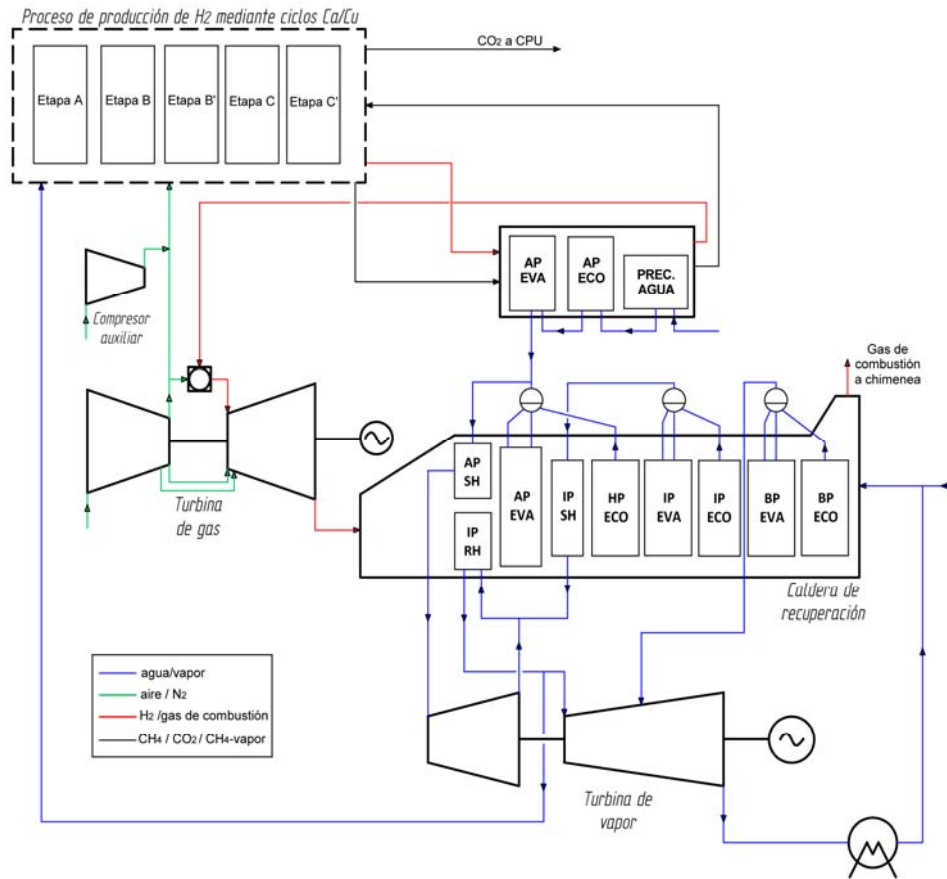 Proceso de producción de H2 mediante ciclos Ca/Cu
CO2 a CPU
Etapa A
Etapa B
Etapa B'
Etapa C
Etapa C'
AP
EVA
AP
ECO
PREC.
AGUA
Compresor
auxiliar
Gas de
combustión
a chimenea
Turbina
de gas
AP
SH
IP
RH
AP
EVA
IP
SH
HP
ECO
IP
EVA
IP
ECO
BP
EVA
BP
ECO
Caldera de
recuperación
agua/vapor
aire / N2
H2 /gas de combustión
CH4 / CO2 / CH4-vapor
Turbina de
vapor